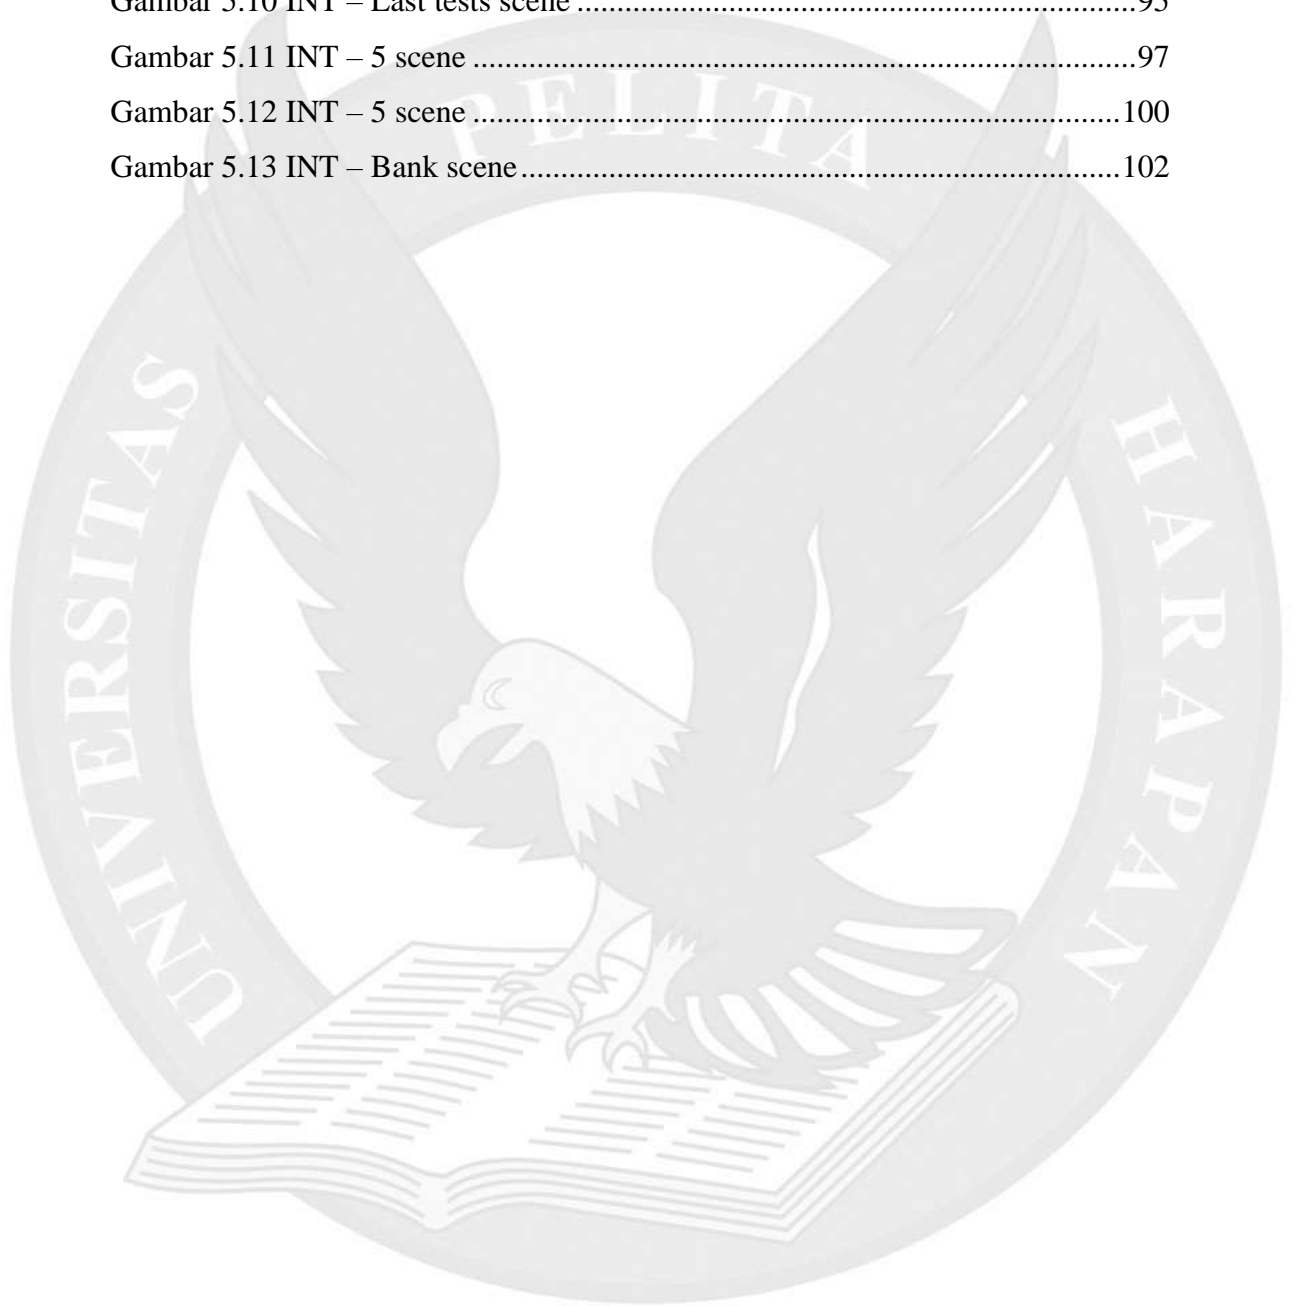 Gambar 5.10 INT – Last tests scene ......................................................................95
Gambar 5.11 INT – 5 scene ...................................................................................97
Gambar 5.12 INT – 5 scene .................................................................................100
Gambar 5.13 INT – Bank scene...........................................................................102
UNIVERSITAS PELITA HARAPAN